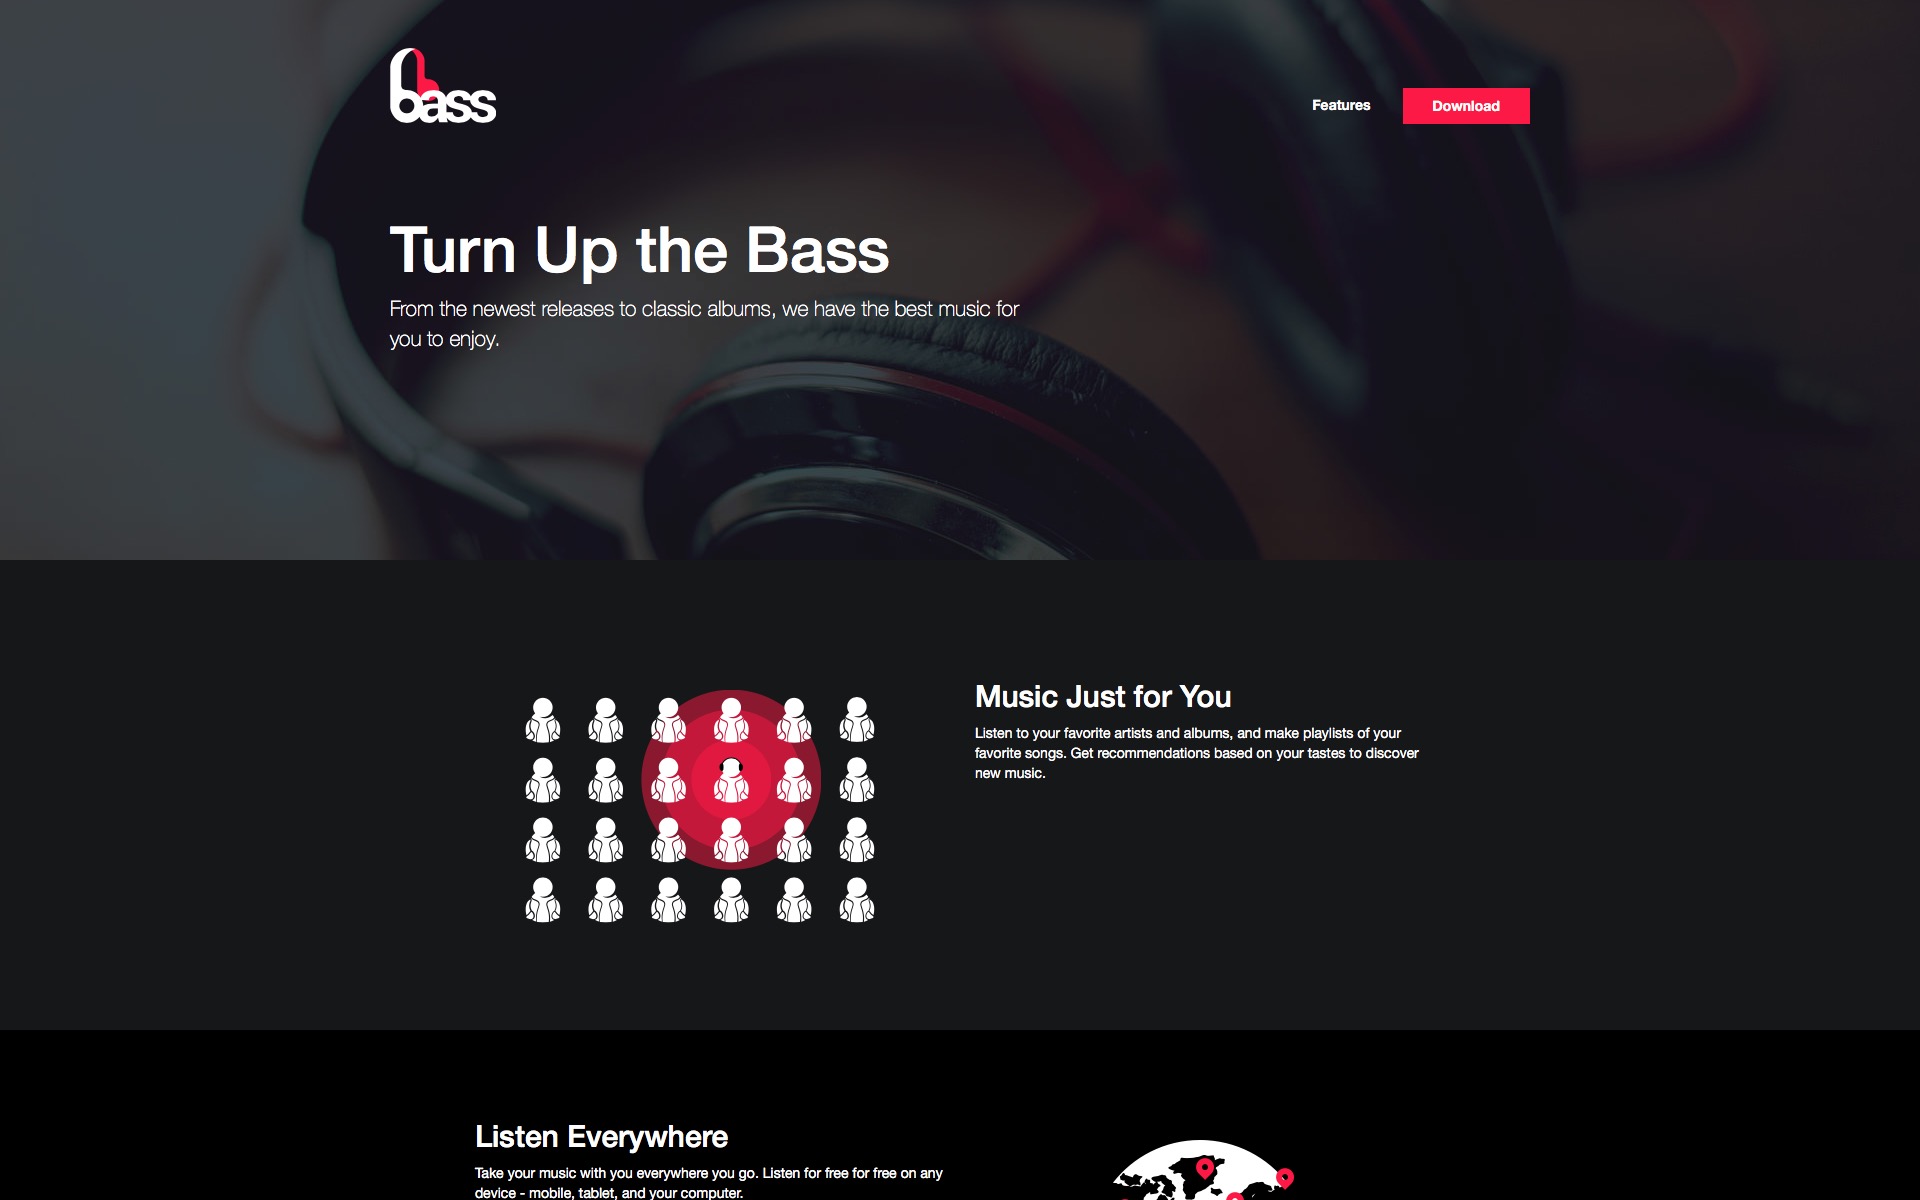 bass
Features
Download
Turn Up the Bass
From the newest releases to classic albums, we have the best music for
you to enjoy.
Music Just for You
Listen to your favorite artists and albums, and make playlists of your
favorite songs. Get recommendations based on your tastes to discover
new music.
Listen Everywhere
Take your music with you everywhere you go. Listen for free for free on any
device - mobile, tablet, and your computer.